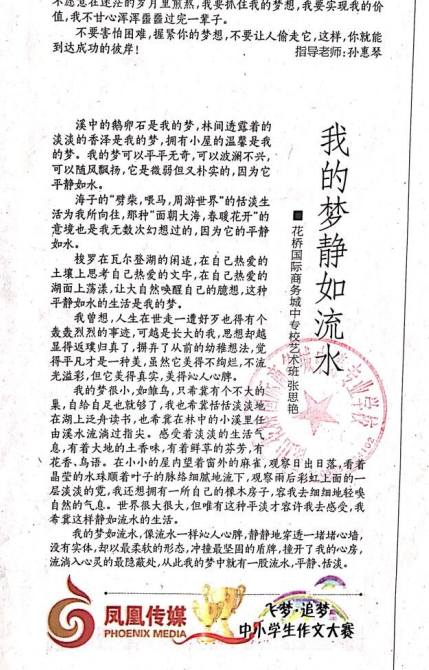 不愿意在迷茫的岁月里煎熬,我要抓住我的梦想,我要实现我的价
值,我不甘心浑浑噩噩过完一辈子。
不要害怕困难,握紧你的梦想,不要让人偷走它,这样,你就能
到达成功的彼岸!
指导老师:孙惠琴
我的梦静如流水
■花桥国际商务城中专校艺术班 张思艳
溪中的鹅卵石是我的梦,林间透露着的
淡淡的香泽是我的梦,拥有小屋的温馨是我
的梦。我的梦可以平平无奇,可以波澜不兴,
可以随风飘扬,它是微弱但又朴实的,因为它
平静如水。
海子的“劈柴,喂马,周游世界”的恬淡生
活为我所向往,那种“面朝大海,春暖花开”的
意境也是我无数次幻想过的,因为它的平静
如水。
梭罗在瓦尔登湖的闲适,在自己热爱的
土壤上思考自己热爱的文字,在自己热爱的
湖面上荡漾,让大自然唤醒自己的臆想,这种
平静如水的生活是我的梦。
我曾想,人生在世走一遭好歹也得有个
轰轰烈烈的事迹,可越是长大的我,思想却越
显得返璞归真了,摒弃了从前的幼稚想法,觉
得平凡才是一种美,虽然它美得不绚烂,不流
光溢彩,但它美得真实,美得沁人心脾。
我的梦很小,如雏鸟,只希冀有个不大的
巢,自给自足也就够了,我也希冀恬恬淡淡地
在湖上泛舟读书,也希冀在林中的小溪里任
由溪水流淌过指尖。感受着淡淡的生活气
息,有着大地的土香味,有着鲜草的芬芳,有
花香、鸟语。在小小的屋内望着窗外的麻雀,观察日出日落,看着
晶莹的水珠顺着叶子的脉络细腻地流下,观察雨后彩虹上面的一
层淡淡的霓,我还想拥有一所自己的橡木房子,容我去细细地轻嗅
自然的气息。世界很大很大,但唯有这种平淡才容许我去感受,我
希冀这样静如流水的生活。
我的梦如流水,像流水一样沁人心脾,静静地穿透一堵堵心墙,
没有实体,却以最柔软的形态,冲撞最坚固的盾牌,撞开了我的心房,
流淌入心灵的最隐蔽处,从此我的梦中就有一股流水,平静、恬淡。
凤凰传媒
PHOENIX MEDIA
飞梦·追梦
中小学生作文大赛